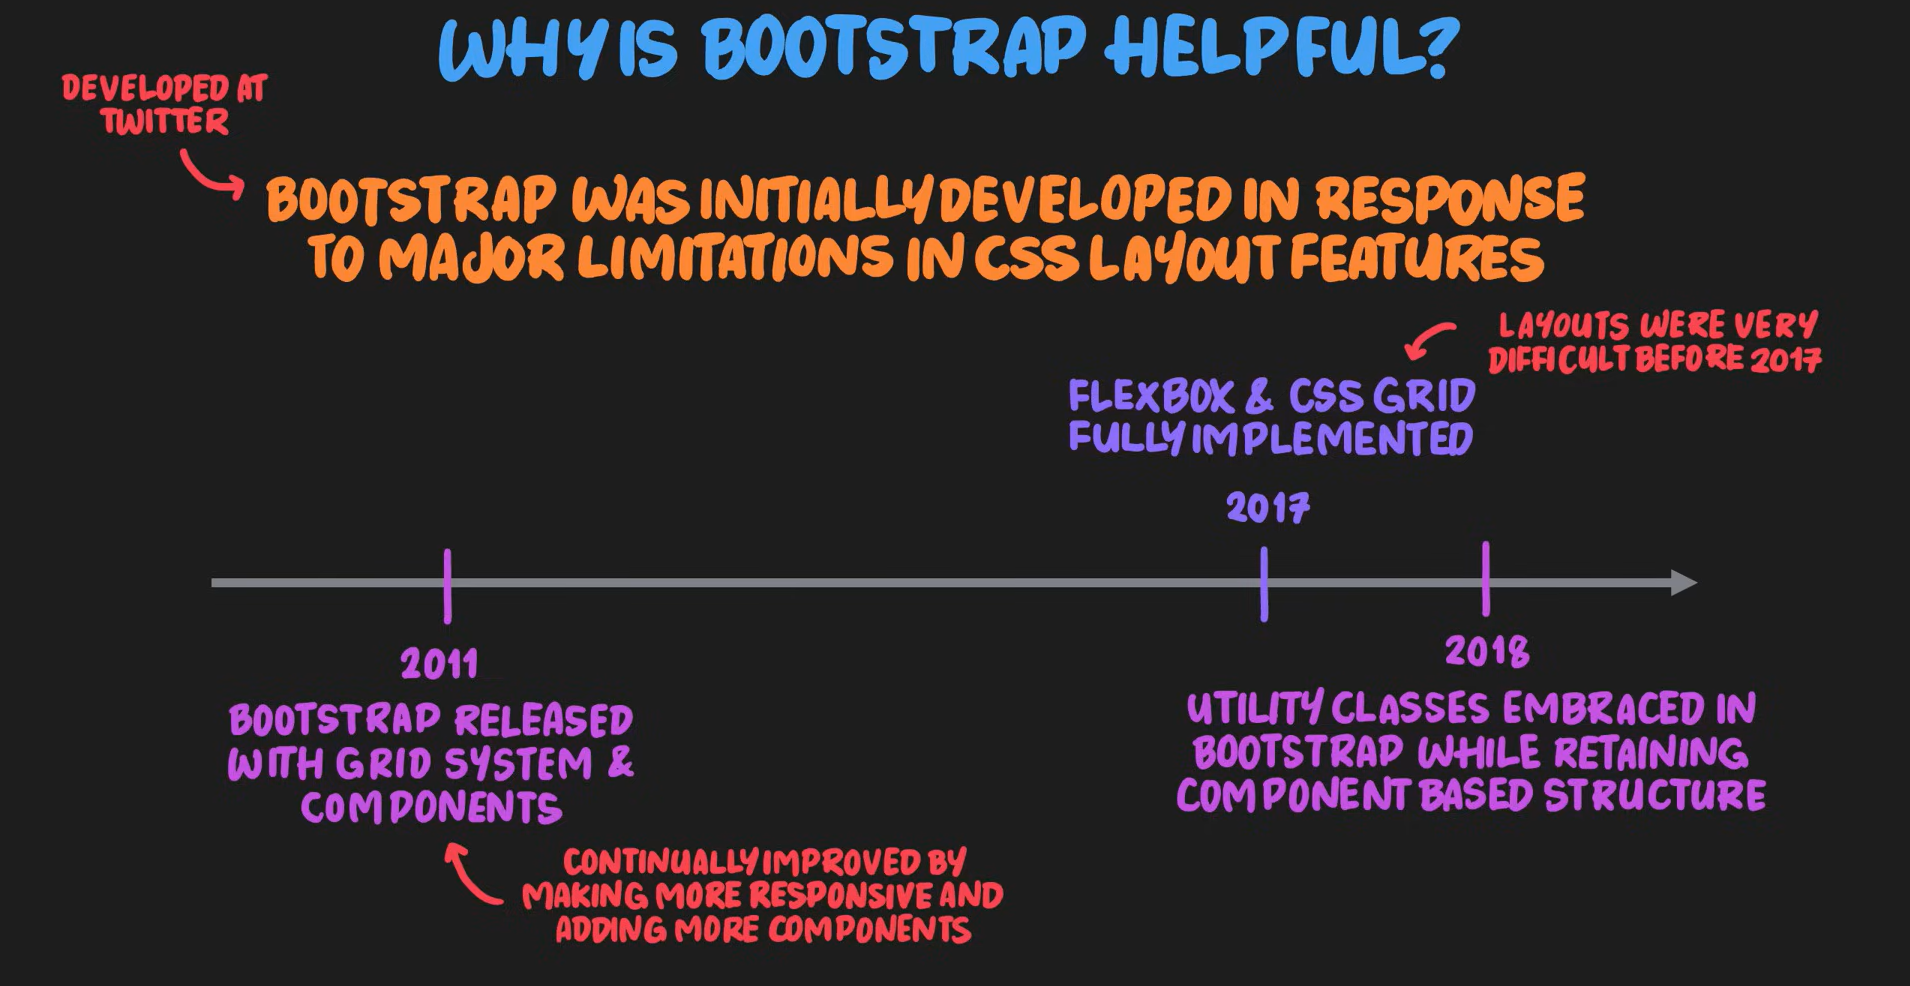 WHY IS BOOTSTRAP HELPFUL?
DEVELOPED AT
TWITTER
BOOTSTRAP WAS INITIALLY DEVELOPED IN RESPONSE
TO MAJOR LIMITATIONS IN CSS LAYOUT FEATURES
LAYOUTS WERE VERY
DIFFICULT BEFORE 2017
FLEXBOX & CSS GRID
FULLY IMPLEMENTED
2017
2011
BOOTSTRAP RELEASED
WITH GRID SYSTEM &
COMPONENTS
2018
UTILITY CLASSES EMBRACED IN
BOOTSTRAP WHILE RETAINING
COMPONENT BASED STRUCTURE
CONTINUALLY IMPROVED BY
MAKING MORE RESPONSIVE AND
ADDING MORE COMPONENTS